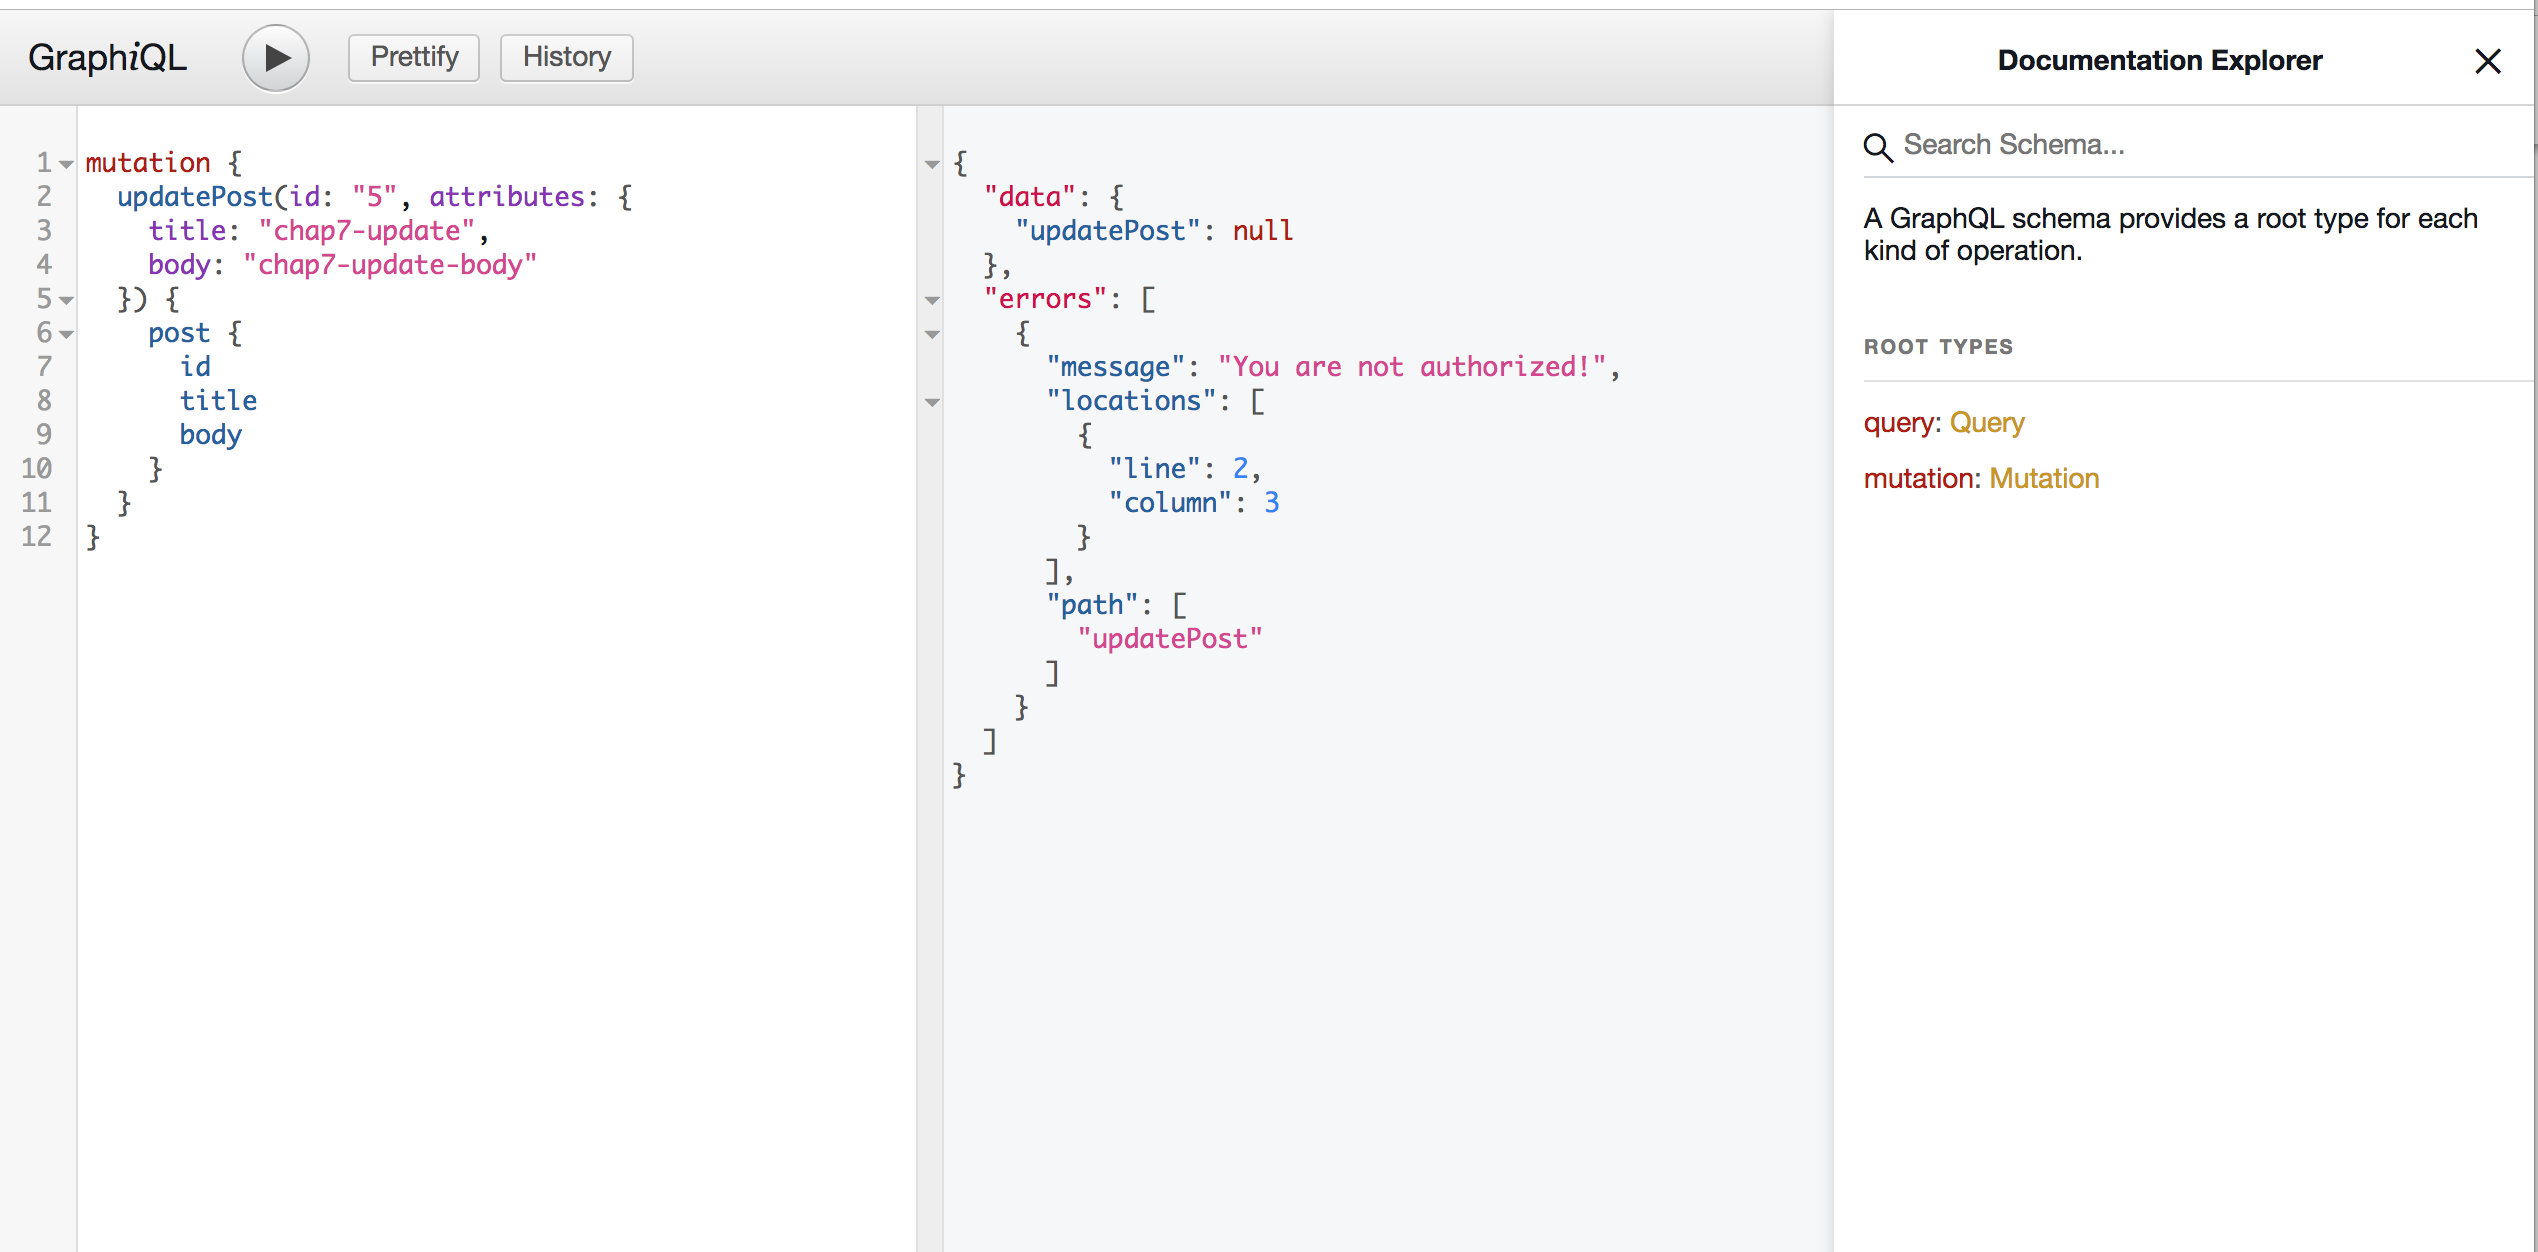 GraphiQL
Prettify
History
1 mutation {
2   updatePost(id: "5", attributes: {
3     title: "chap7-update",
4     body: "chap7-update-body"
5   }) {
6     post {
7       id
8       title
9       body
10     }
11   }
12 }
{
  "data": {
    "updatePost": null
  },
  "errors": [
    {
      "message": "You are not authorized!",
      "locations": [
        {
          "line": 2,
          "column": 3
        }
      ],
      "path": [
        "updatePost"
      ]
    }
  ]
}
Documentation Explorer
Search Schema...
A GraphQL schema provides a root type for each
kind of operation.
ROOT TYPES
query: Query
mutation: Mutation